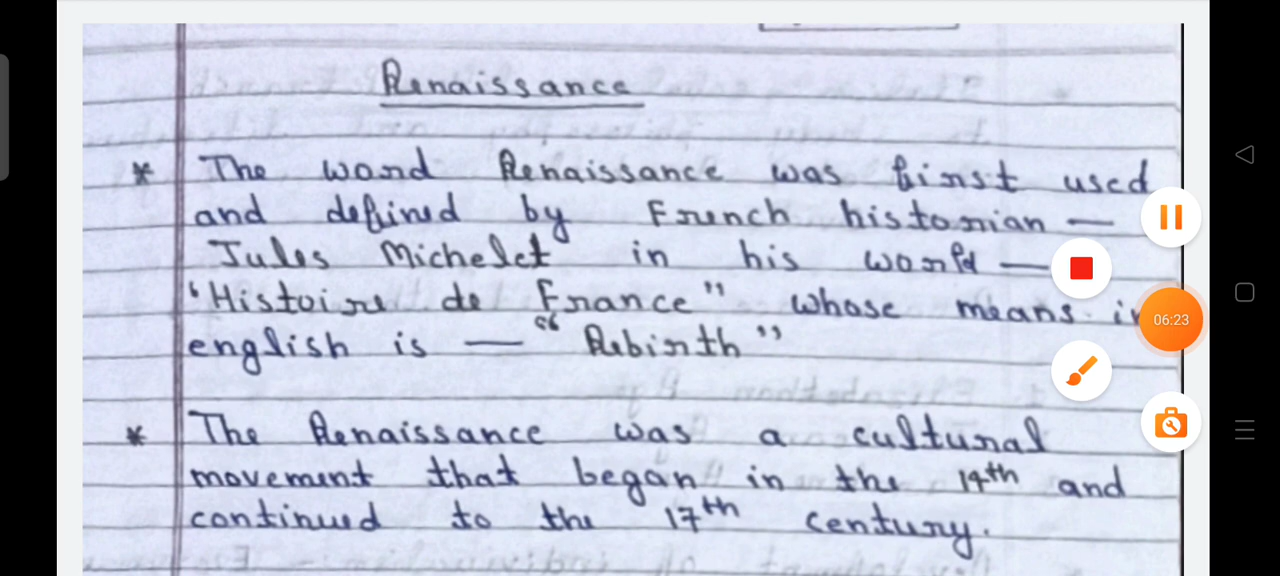 Renaissance
* The word Renaissance was first used
and defined by French historian —
Jules Michelet in his world —
"Histoire de France" whose means in
english is — "Rebirth"
06:23
* The Renaissance was a cultural
movement that began in the 14th and
continued to the 17th century.